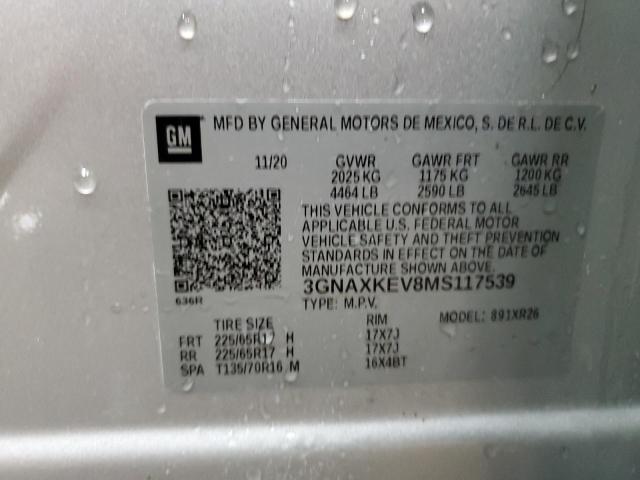 GM MFD BY GENERAL MOTORS DE MEXICO, S. DE R.L. DE C.V.
11/20 GVWR GAWR FRT GAWR RR
2025 KG 1175 KG 1200 KG
4464 LB 2590 LB 2645 LB
THIS VEHICLE CONFORMS TO ALL
APPLICABLE U.S. FEDERAL MOTOR
VEHICLE SAFETY AND THEFT PREVENTION
STANDARDS IN EFFECT ON THE DATE OF
MANUFACTURE SHOWN ABOVE.
3GNAXKEV8MS117539
636R
TYPE: M.P.V.
MODEL: 891XR26
TIRE SIZE RIM
FRT 225/65R17 H 17X7J
RR 225/65R17 H 17X7J
SPA T135/70R16 M 16X4BT